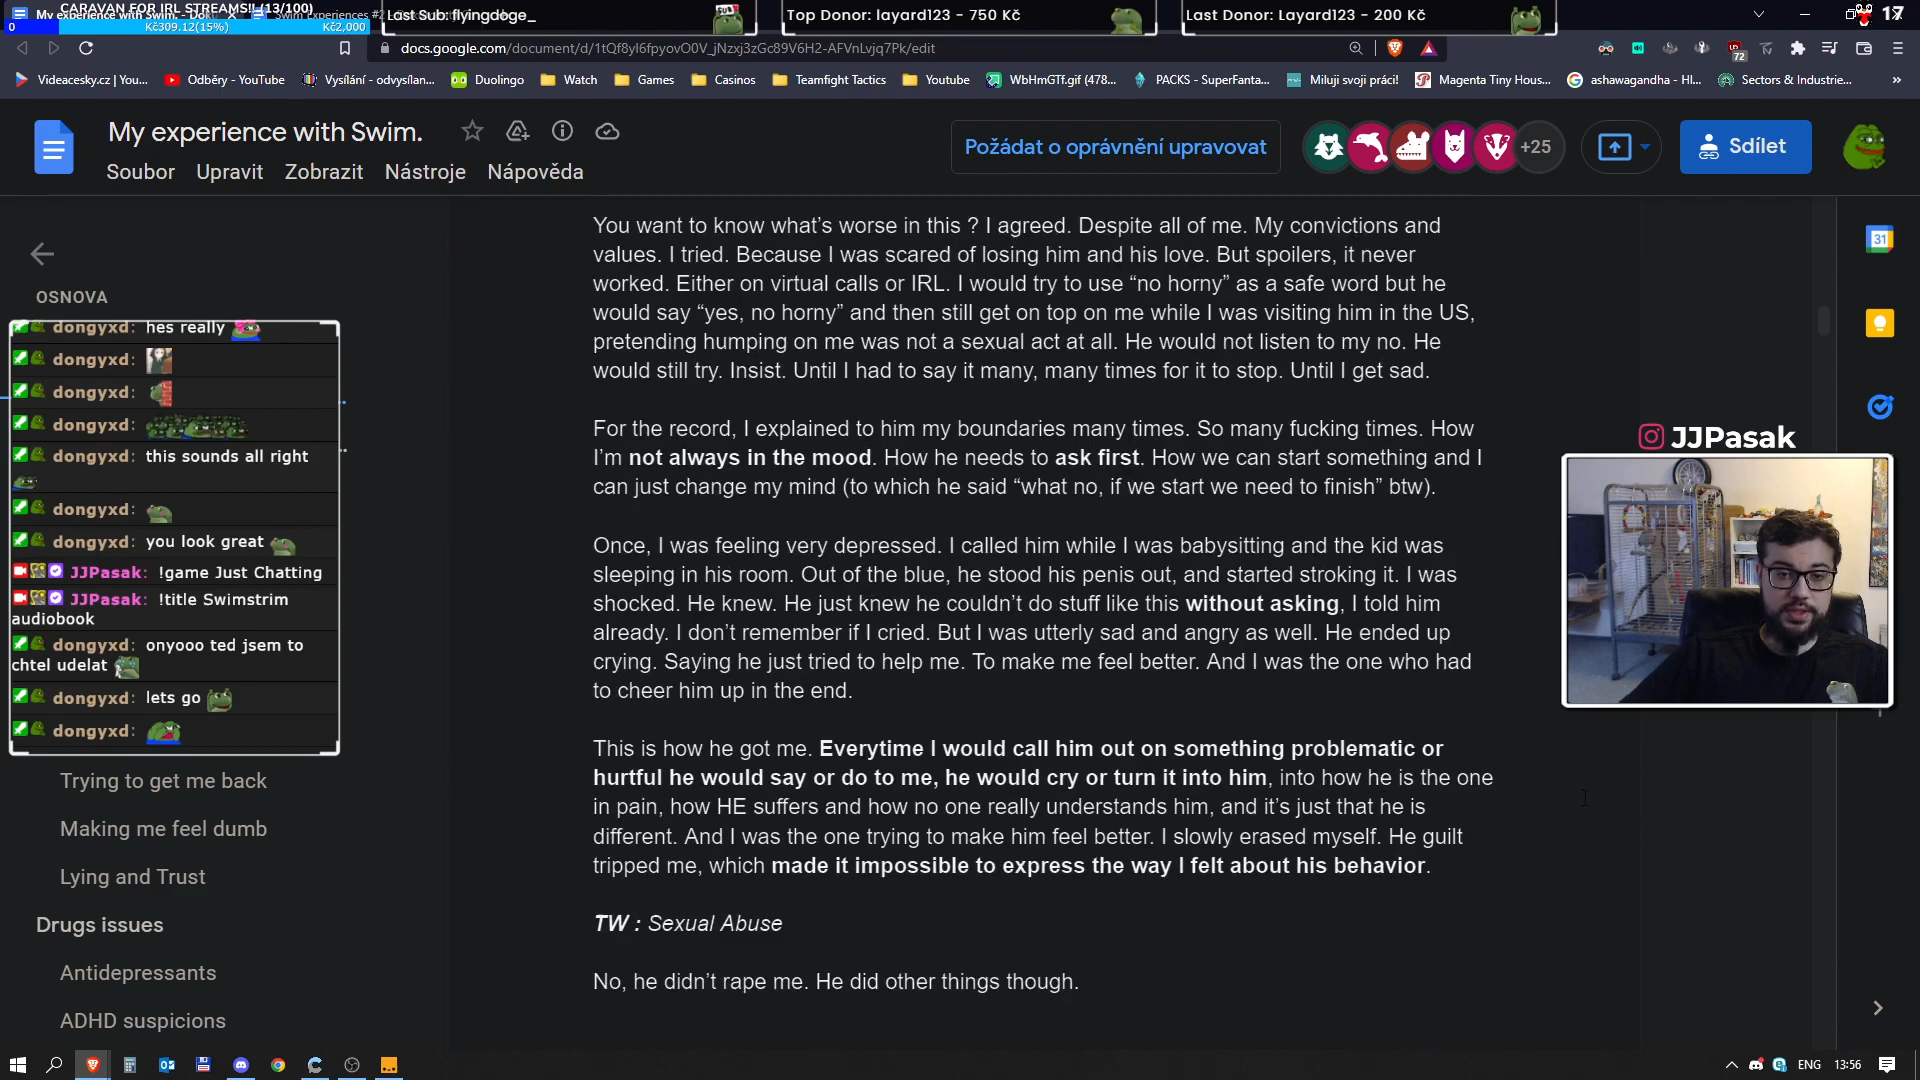 CARAVAN FOR IRL STREAMS!! (13/100)
0 Kč309.12(15%) Kč2,000
Last Sub: flyingdoge_
Top Donor: layard123 - 750 Kč
Last Donor: Layard123 - 200 Kč
17
docs.google.com/document/d/1tQf8yl6fpyovO0V_jNzxj3zGc89V6H2-AFVnLvjq7Pk/edit
72
Videacesky.cz | You...
Odběry - YouTube
Vysílání - odvysílan...
Duolingo
Watch
Games
Casinos
Teamfight Tactics
Youtube
WbHmGTf.gif (478...
PACKS - SuperFanta...
Miluji svoji práci!
Magenta Tiny Hous...
ashawagandha - Hl...
Sectors & Industrie...
»
My experience with Swim.
Soubor Upravit Zobrazit Nástroje Nápověda
Požádat o oprávnění upravovat
+25
Sdílet
31
OSNOVA
dongyxd: hes really
dongyxd:
dongyxd:
dongyxd:
dongyxd: this sounds all right
dongyxd:
dongyxd: you look great
JJPasak: !game Just Chatting
JJPasak: !title Swimstrim
audiobook
dongyxd: onyooo ted jsem to
chtel udelat
dongyxd: lets go
dongyxd:
Trying to get me back
Making me feel dumb
Lying and Trust
Drugs issues
Antidepressants
ADHD suspicions
You want to know what’s worse in this ? I agreed. Despite all of me. My convictions and
values. I tried. Because I was scared of losing him and his love. But spoilers, it never
worked. Either on virtual calls or IRL. I would try to use “no horny” as a safe word but he
would say “yes, no horny” and then still get on top on me while I was visiting him in the US,
pretending humping on me was not a sexual act at all. He would not listen to my no. He
would still try. Insist. Until I had to say it many, many times for it to stop. Until I get sad.
For the record, I explained to him my boundaries many times. So many fucking times. How
I’m not always in the mood. How he needs to ask first. How we can start something and I
can just change my mind (to which he said “what no, if we start we need to finish” btw).
Once, I was feeling very depressed. I called him while I was babysitting and the kid was
sleeping in his room. Out of the blue, he stood his penis out, and started stroking it. I was
shocked. He knew. He just knew he couldn’t do stuff like this without asking, I told him
already. I don’t remember if I cried. But I was utterly sad and angry as well. He ended up
crying. Saying he just tried to help me. To make me feel better. And I was the one who had
to cheer him up in the end.
This is how he got me. Everytime I would call him out on something problematic or
hurtful he would say or do to me, he would cry or turn it into him, into how he is the one
in pain, how HE suffers and how no one really understands him, and it’s just that he is
different. And I was the one trying to make him feel better. I slowly erased myself. He guilt
tripped me, which made it impossible to express the way I felt about his behavior.
TW : Sexual Abuse
No, he didn’t rape me. He did other things though.
JJPasak
ENG 13:56